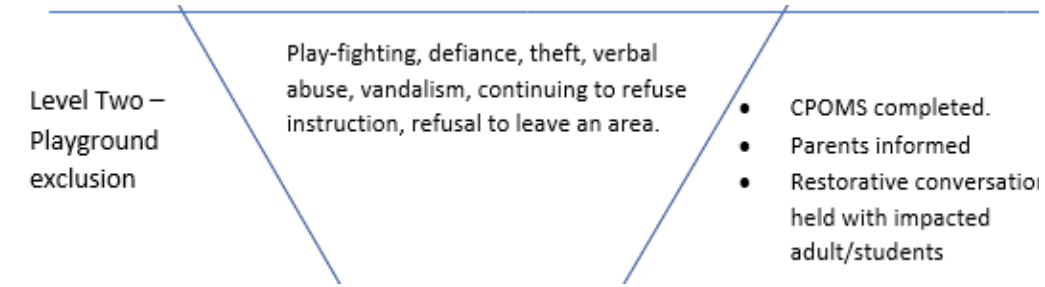 Level Two –
Playground
exclusion
Play-fighting, defiance, theft, verbal
abuse, vandalism, continuing to refuse
instruction, refusal to leave an area.
● CPOMS completed.
● Parents informed
● Restorative conversation
held with impacted
adult/students